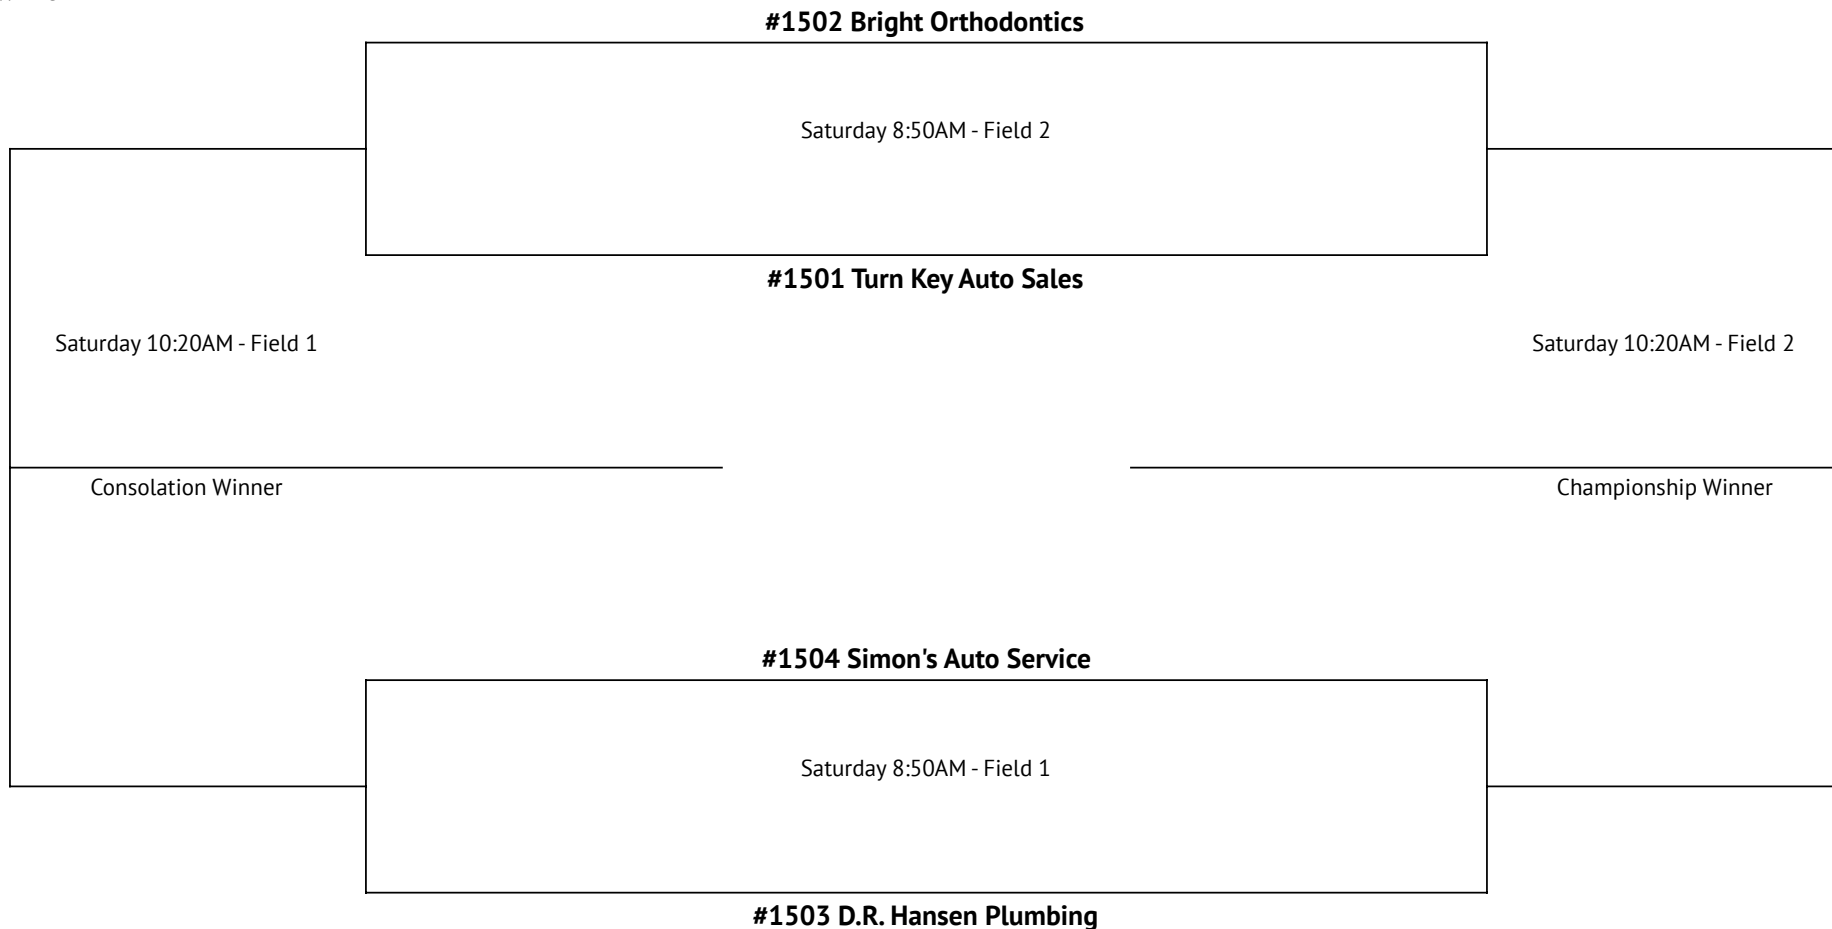 #1502 Bright Orthodontics
Saturday 8:50AM - Field 2
#1501 Turn Key Auto Sales
Saturday 10:20AM - Field 1
Saturday 10:20AM - Field 2
Consolation Winner
Championship Winner
#1504 Simon's Auto Service
Saturday 8:50AM - Field 1
#1503 D.R. Hansen Plumbing